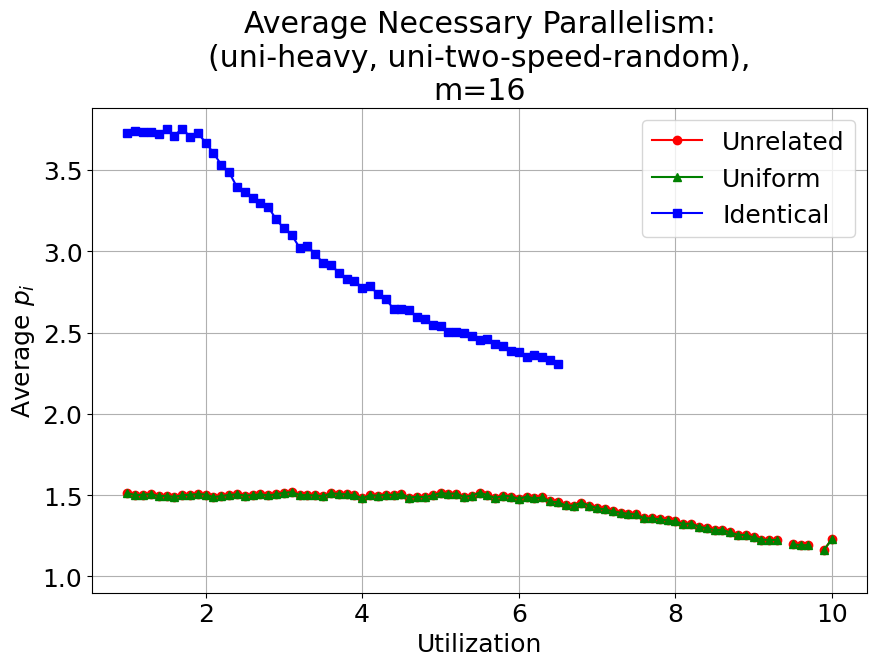 Average Necessary Parallelism:
(uni-heavy, uni-two-speed-random),
m=16
Unrelated
Uniform
Identical
3.5
3.0
2.5
2.0
1.5
1.0
Average pᵢ
2 4 6 8 10
Utilization